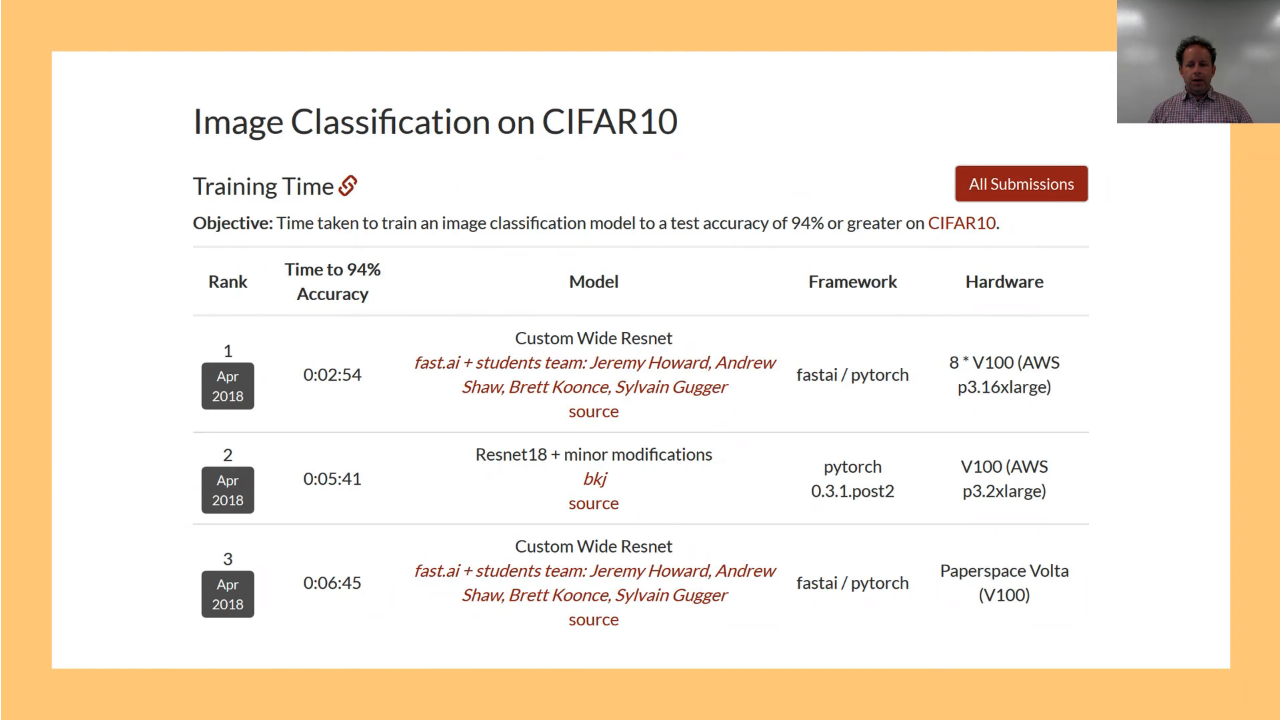 Image Classification on CIFAR10
Training Time
All Submissions
Objective: Time taken to train an image classification model to a test accuracy of 94% or greater on CIFAR10.
Rank
Time to 94%
Accuracy
Model
Framework
Hardware
1
Apr
2018
0:02:54
Custom Wide Resnet
fast.ai + students team: Jeremy Howard, Andrew
Shaw, Brett Koonce, Sylvain Gugger
source
fastai / pytorch
8 * V100 (AWS
p3.16xlarge)
2
Apr
2018
0:05:41
Resnet18 + minor modifications
bkj
source
pytorch
0.3.1.post2
V100 (AWS
p3.2xlarge)
3
Apr
2018
0:06:45
Custom Wide Resnet
fast.ai + students team: Jeremy Howard, Andrew
Shaw, Brett Koonce, Sylvain Gugger
source
fastai / pytorch
Paperspace Volta
(V100)